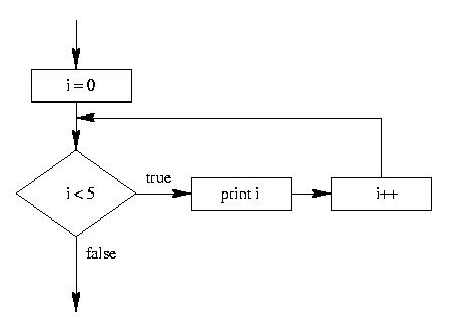 i = 0
i < 5
true
print i
i++
false